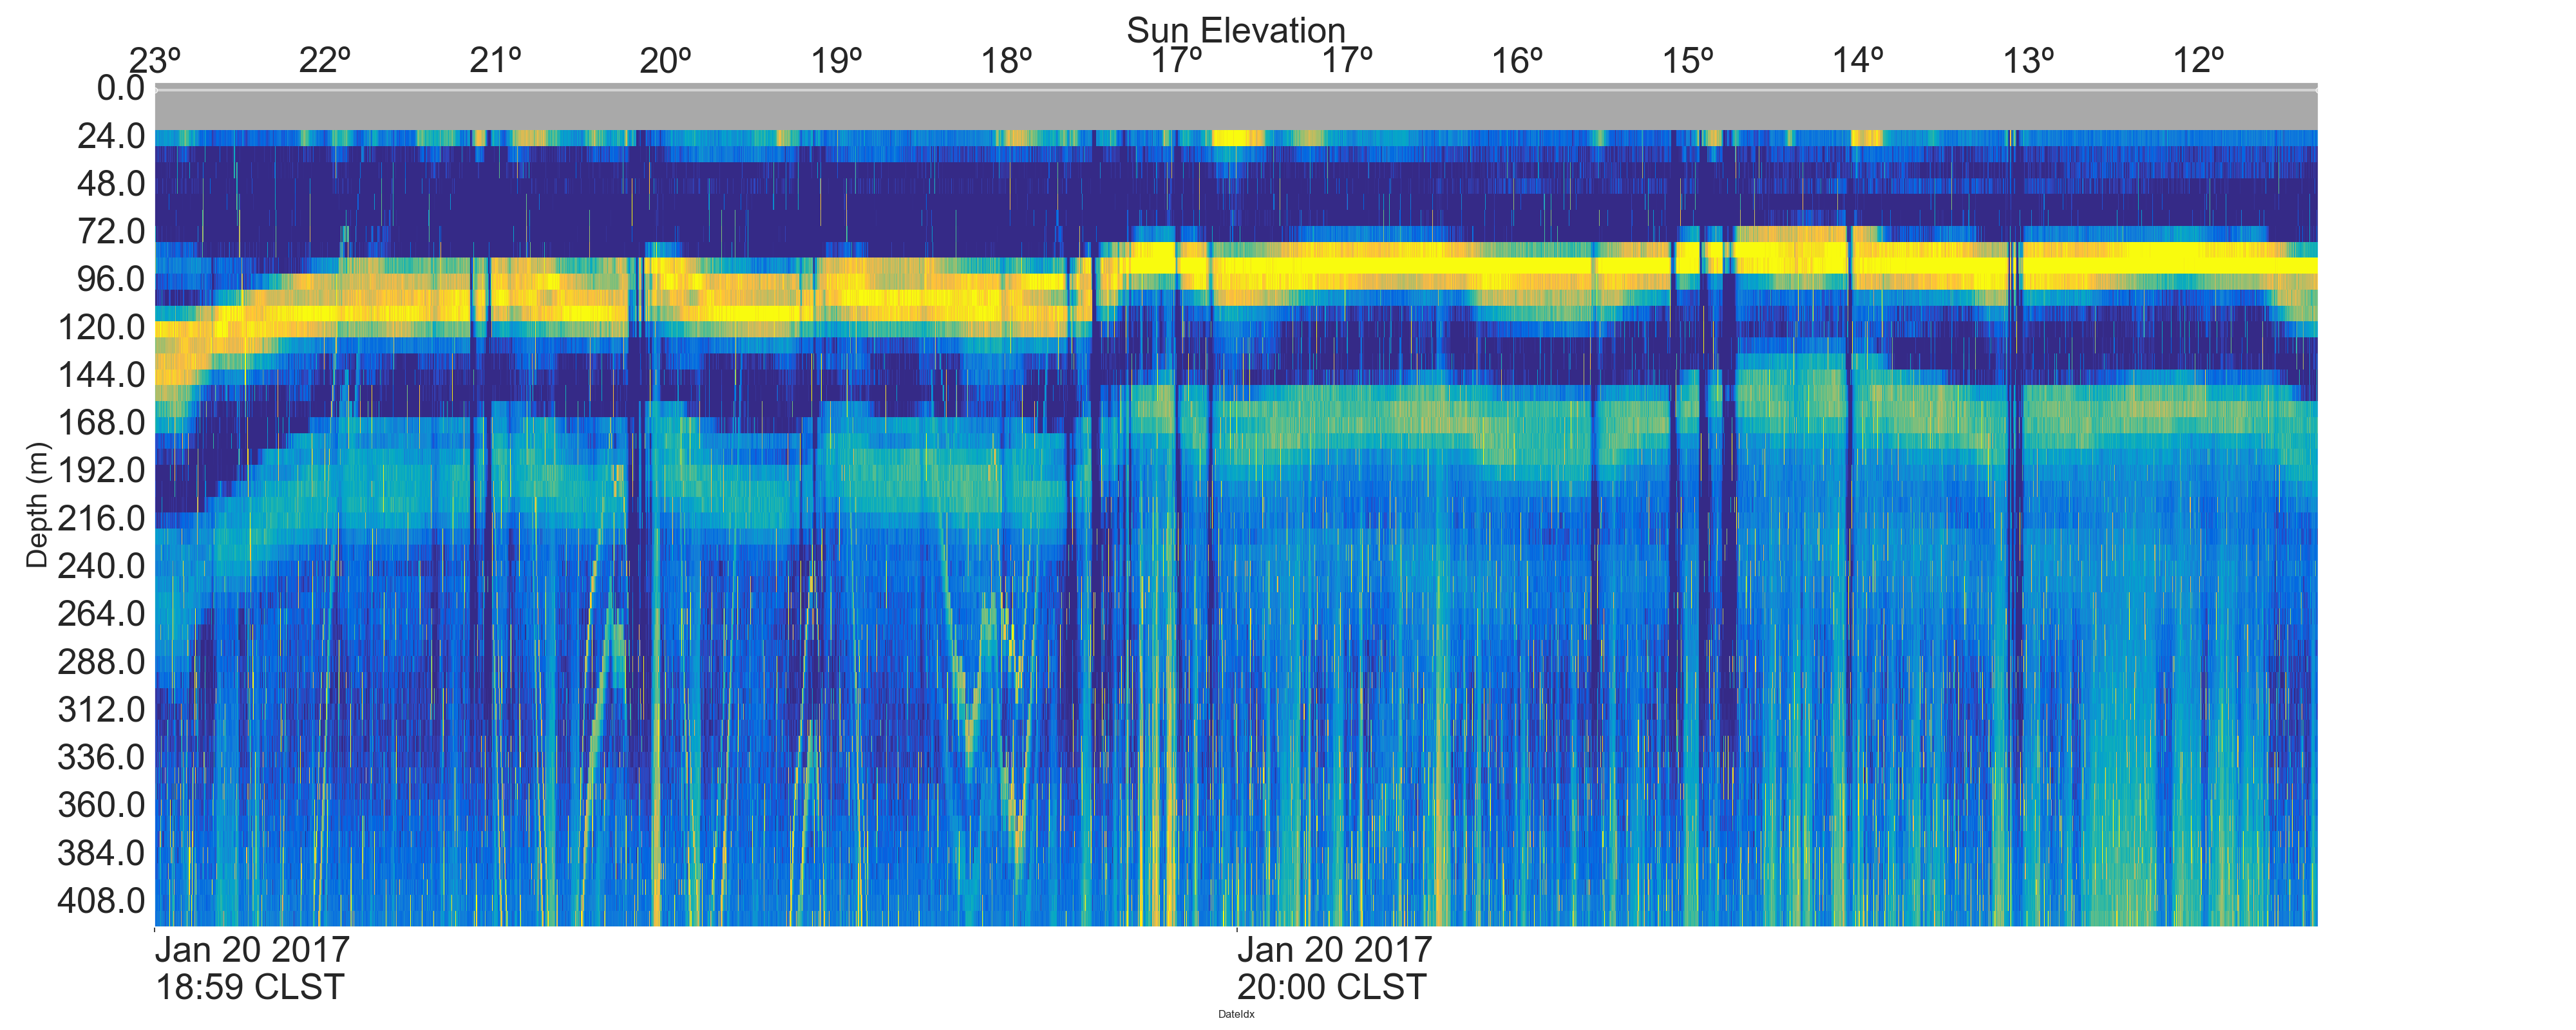 Sun Elevation
23º 22º 21º 20º 19º 18º 17º 17º 16º 15º 14º 13º 12º
0.0
24.0
48.0
72.0
96.0
120.0
144.0
168.0
192.0
216.0
240.0
264.0
288.0
312.0
336.0
360.0
384.0
408.0
Depth (m)
Jan 20 2017
18:59 CLST
Jan 20 2017
20:00 CLST
DateIdx